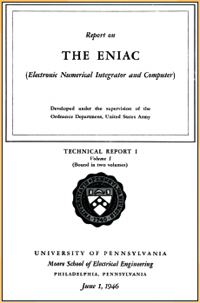 Report on
THE ENIAC
(Electronic Numerical Integrator and Computer)
Developed under the supervision of the
Ordnance Department, United States Army
TECHNICAL REPORT I
Volume I
(Bound in two volumes)
UNIVERSITY OF PENNSYLVANIA
Moore School of Electrical Engineering
PHILADELPHIA, PENNSYLVANIA
June 1, 1946